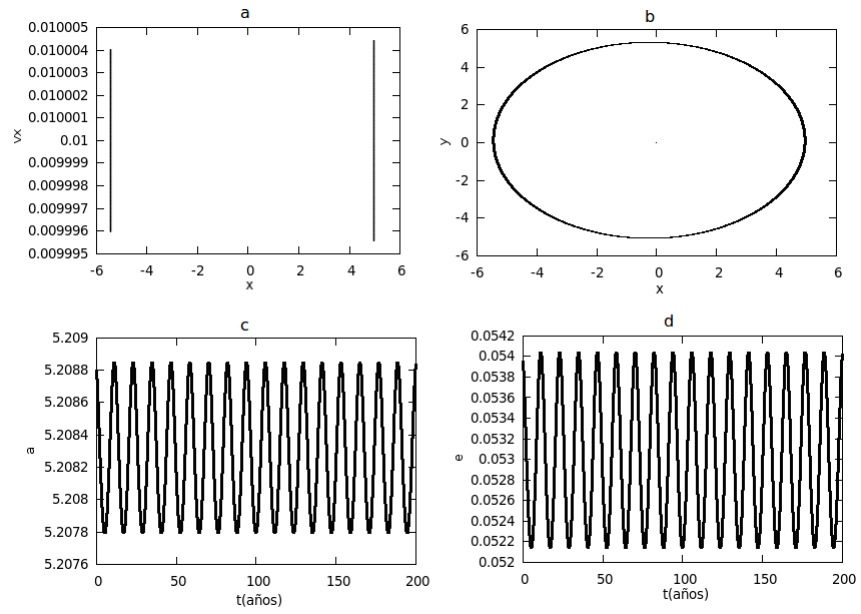 a
0.010005
0.010004
0.010003
0.010002
0.010001
0.01
0.009999
0.009998
0.009997
0.009996
0.009995
vx
-6 -4 -2 0 2 4 6
x
b
6
4
2
0
-2
-4
-6
y
-6 -4 -2 0 2 4 6
x
c
5.209
5.2088
5.2086
5.2084
5.2082
5.208
5.2078
5.2076
a
0 50 100 150 200
t(años)
d
0.0542
0.054
0.0538
0.0536
0.0534
0.0532
0.053
0.0528
0.0526
0.0524
0.0522
0.052
e
0 50 100 150 200
t(años)